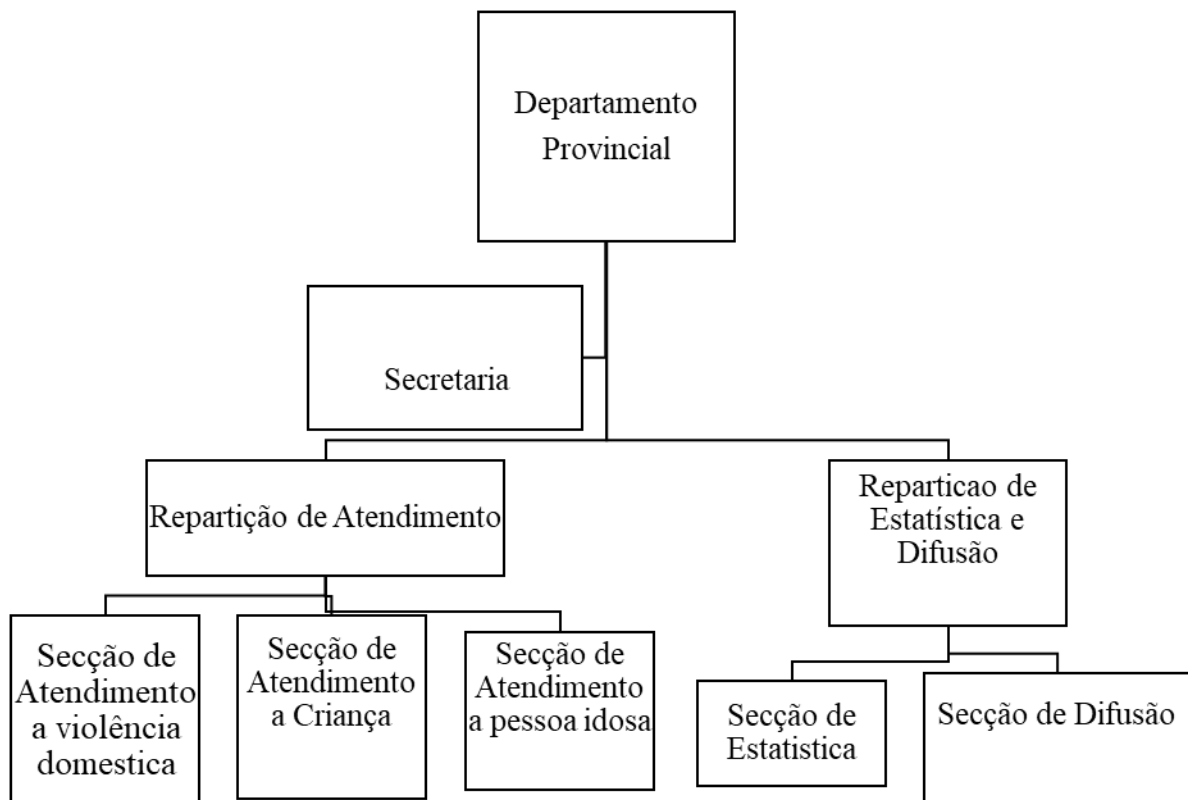 Departamento
Provincial
Secretaria
Repartição de Atendimento
Reparticao de
Estatística e
Difusão
Secção de
Atendimento
a violência
domestica
Secção de
Atendimento
a Criança
Secção de
Atendimento
a pessoa idosa
Secção de
Estatistica
Secção de Difusão